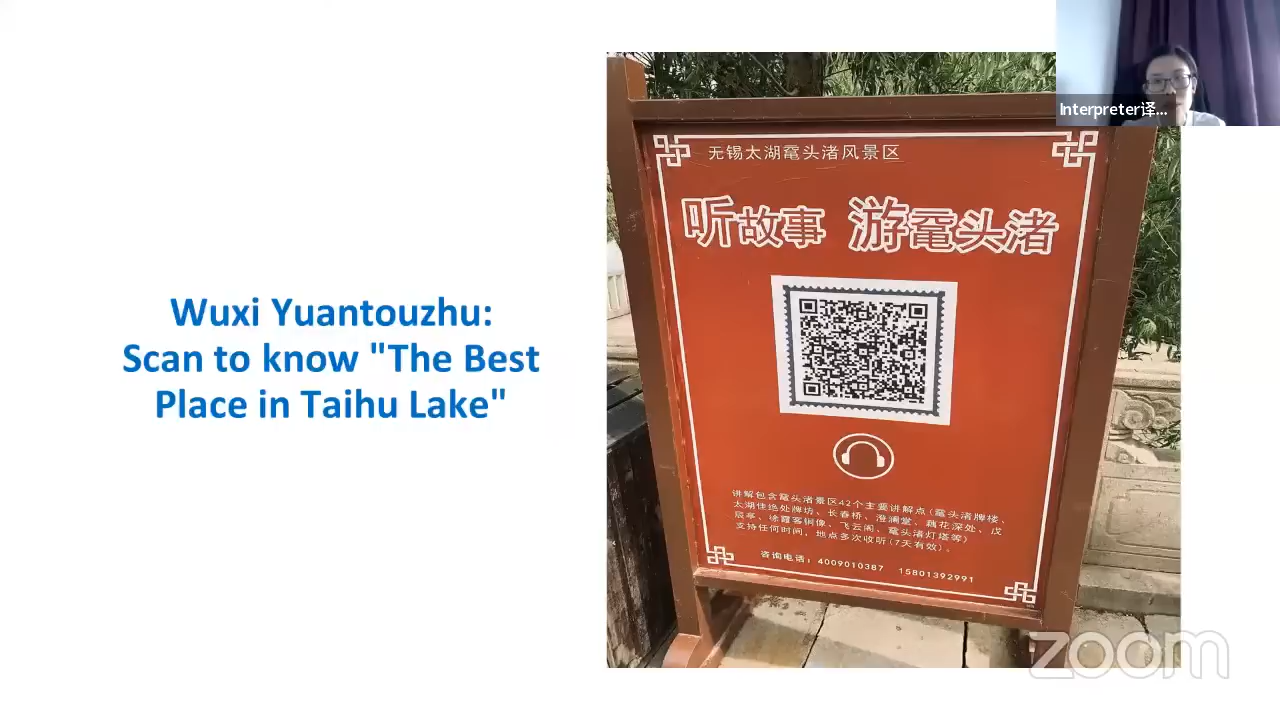 Wuxi Yuantouzhu:
Scan to know "The Best
Place in Taihu Lake"
无锡太湖鼋头渚风景区
听故事 游鼋头渚
讲解包含鼋头渚景区42个主要讲解点(鼋头渚牌楼、
太湖佳绝处牌坊、长春桥、澄澜堂、藕花深处、戊
辰亭、徐霞客铜像、飞云阁、鼋头渚灯塔等)
支持任何时间,地点多次收听(7天有效)。
咨询电话:4009010387 15801392991
Interpreter译...
zoom